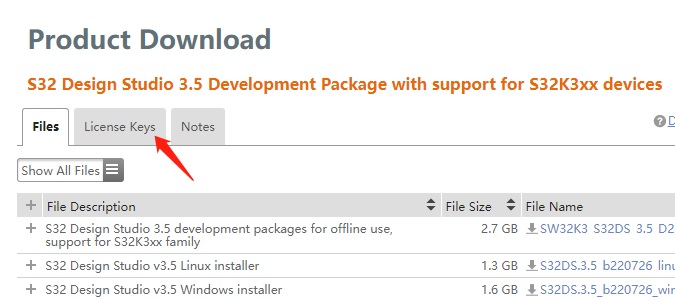 Product Download
S32 Design Studio 3.5 Development Package with support for S32K3xx devices
Files License Keys Notes
? D
Show All Files
+ File Description File Size File Name
+ S32 Design Studio 3.5 development packages for offline use, 2.7 GB SW32K3_S32DS_3.5_D2
support for S32K3xx family
+ S32 Design Studio v3.5 Linux installer 1.3 GB S32DS.3.5_b220726_linu
+ S32 Design Studio v3.5 Windows installer 1.6 GB S32DS.3.5_b220726_win